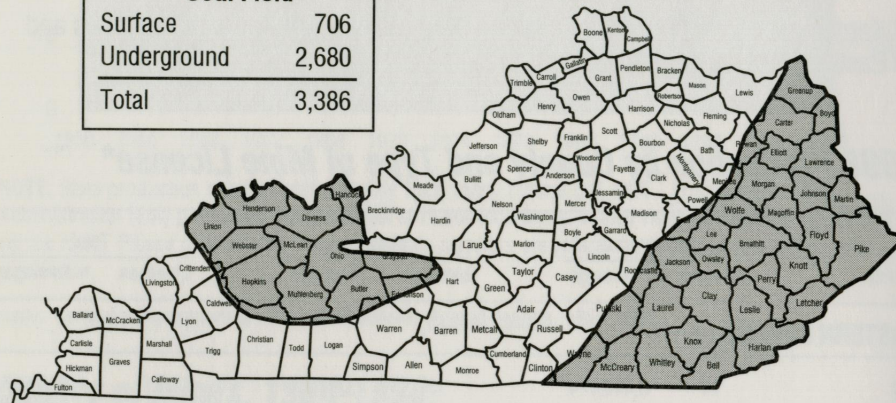 Coal Field
Surface 706
Underground 2,680
Total 3,386
Boone Kenton Campbell
Gallatin
Carroll Grant Pendleton Bracken
Trimble Owen Mason Lewis Greenup
Henry Robertson
Oldham Harrison Fleming Carter Boyd
Nicholas
Jefferson Shelby Franklin Scott Bourbon Bath Rowan Elliott
Woodford Lawrence
Spencer Anderson Fayette Montgomery
Bullitt Clark Menifee Morgan
Hancock Meade Jessamine Johnson Martin
Henderson Daviess Breckinridge Nelson Mercer Madison Powell Wolfe Magoffin
Union Hardin Washington Garrard Lee Floyd
Webster McLean Ohio Boyle Breathitt Pike
Larue Marion Lincoln Jackson Owsley
Crittenden Grayson Rockcastle Knott
Livingston Hopkins Butler Hart Taylor Casey Perry
Muhlenberg Edmonson Green Clay Letcher
Caldwell Pulaski Laurel Leslie
Ballard McCracken Lyon Adair
Warren Barren Metcalf Russell Knox Harlan
Carlisle Marshall Christian Todd Logan
Trigg Cumberland Wayne Whitley Bell
Hickman Graves Simpson Allen Monroe Clinton McCreary
Calloway
Fulton